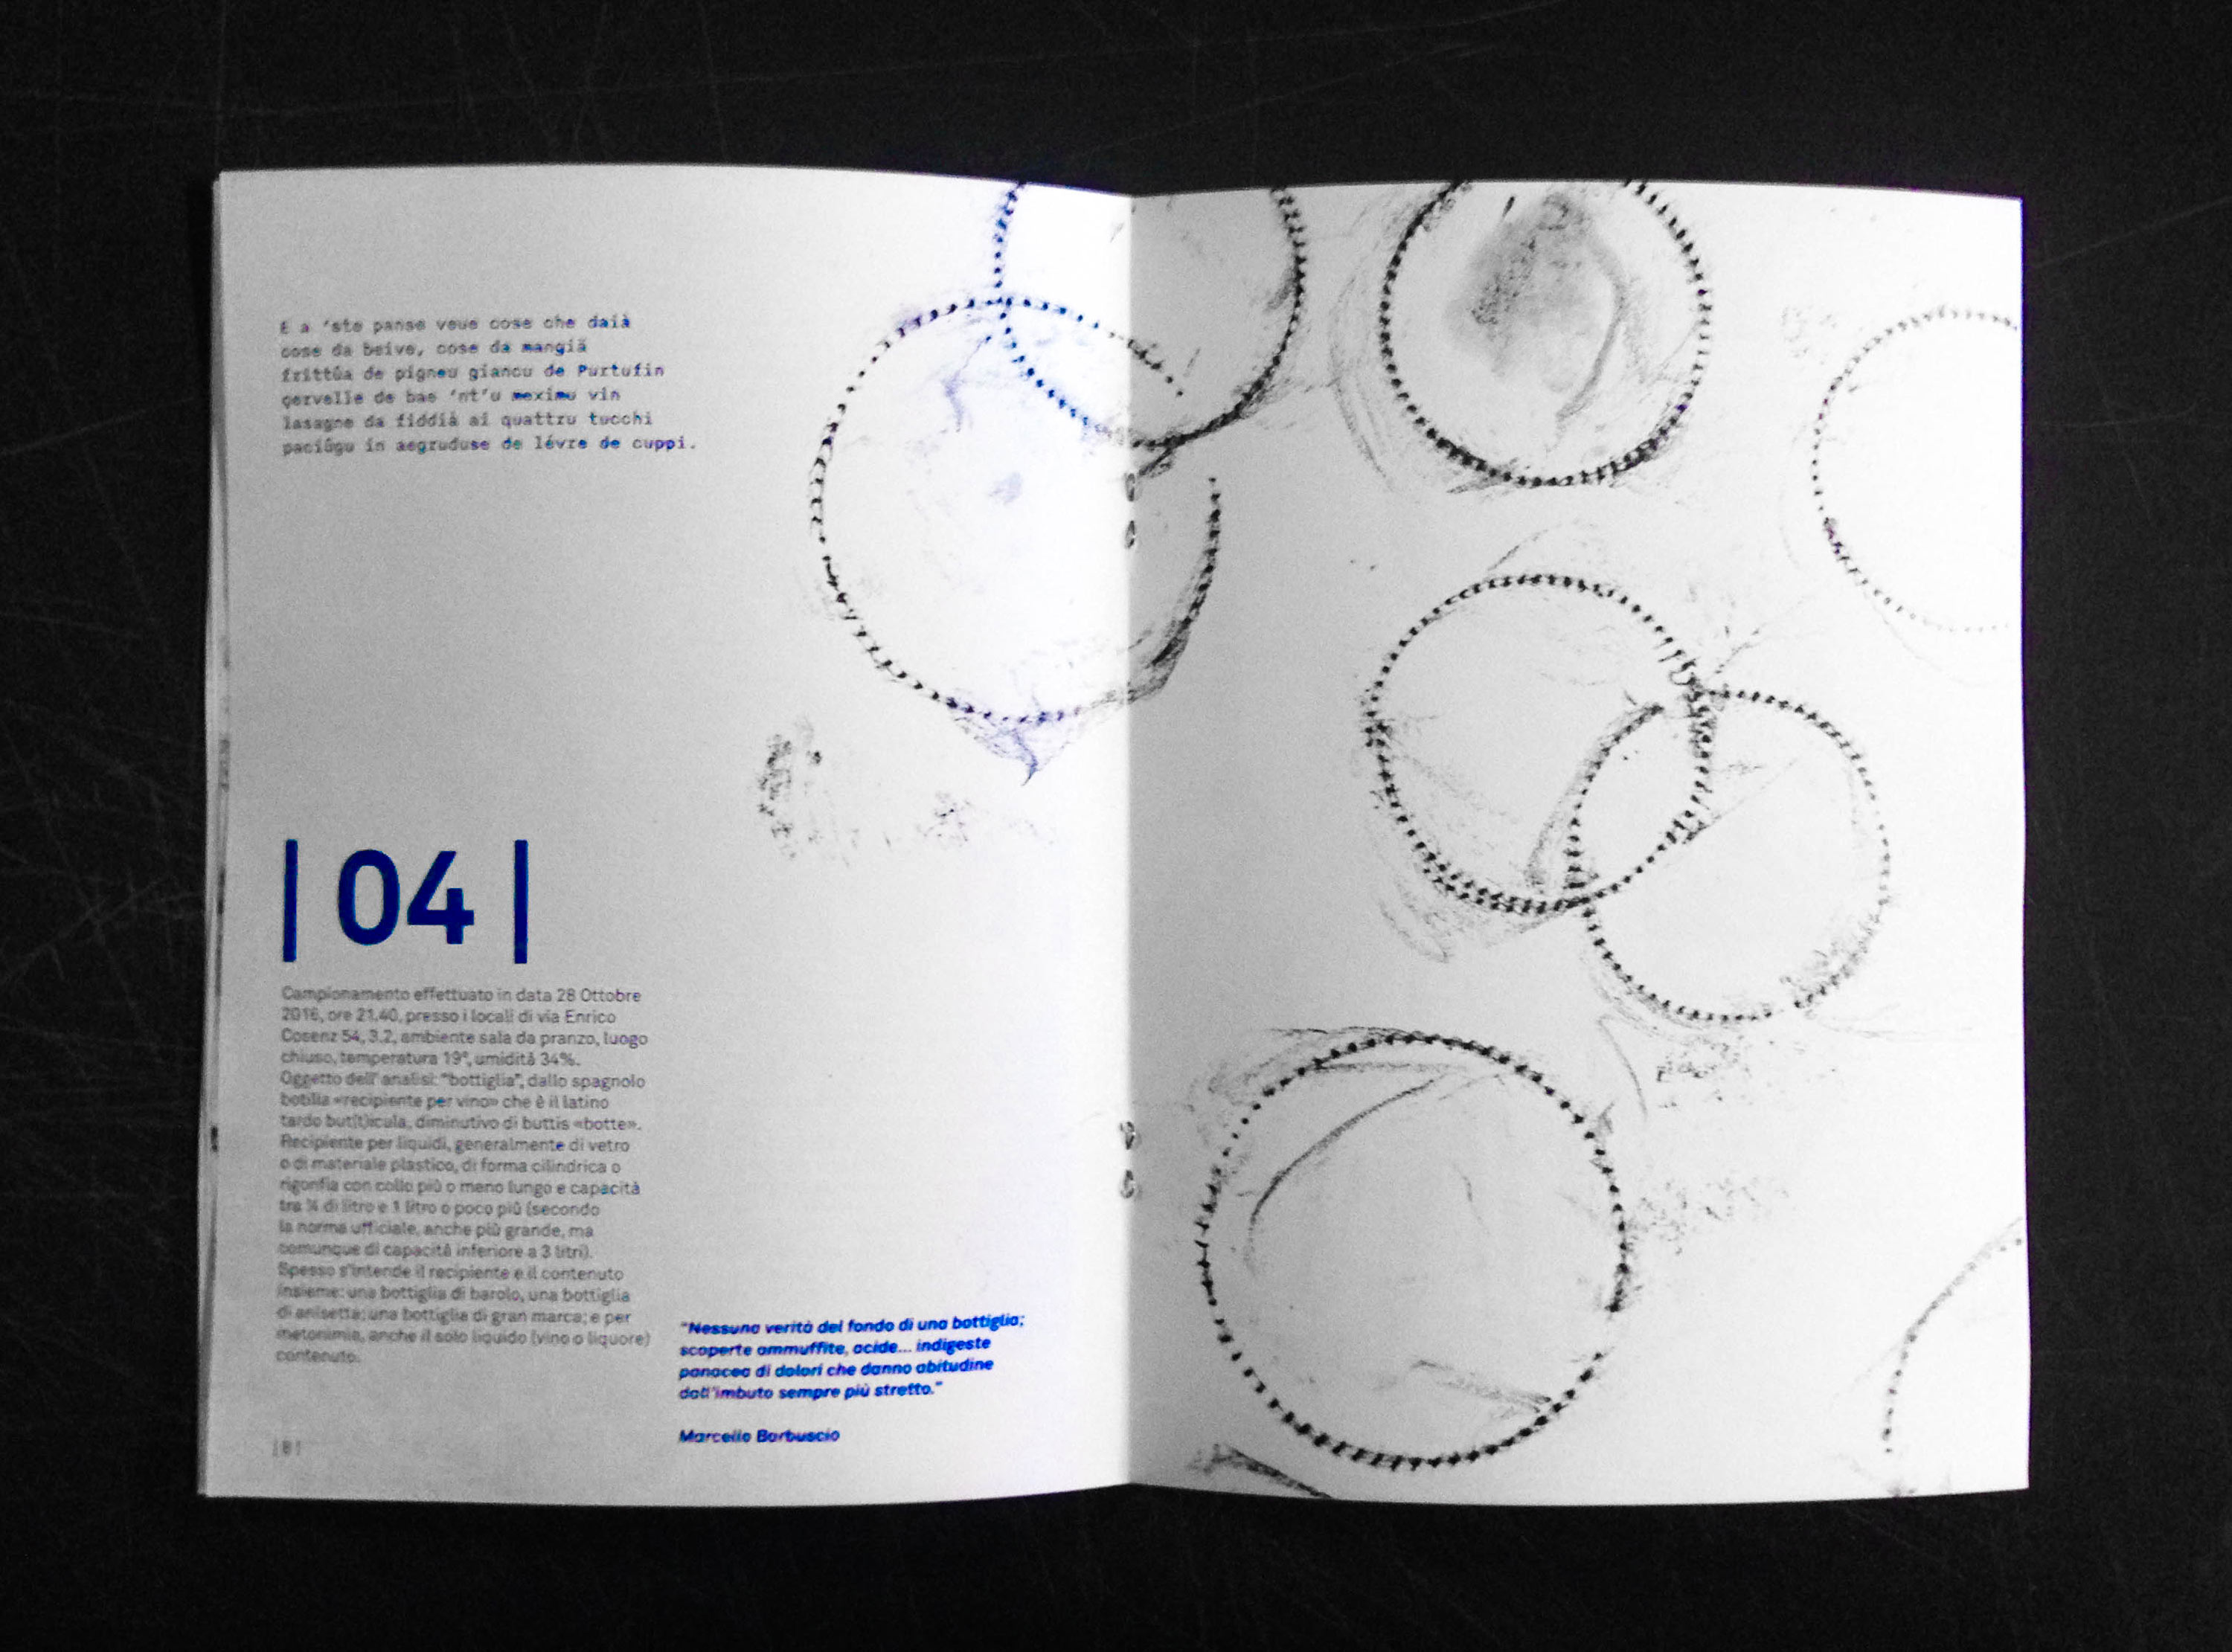 E a 'ste panse veue cose che daià
cose da beive, cose da mangiä
frittûa de pigneu giancu de Purtufin
çervelle de bae 'nt'u meximu vin
lasagne da fiddià ai quattru tucchi
paciûgu in aegruduse de lévre de cuppi.
| 04 |
Campionamento effettuato in data 28 Ottobre
2016, ore 21.40, presso i locali di via Enrico
Cosenz 54, 3.2, ambiente sala da pranzo, luogo
chiuso, temperatura 19°, umidità 34%.
Oggetto dell'analisi: "bottiglia", dallo spagnolo
botilia «recipiente per vino» che è il latino
tardo but(t)icula, diminutivo di buttis «botte».
Recipiente per liquidi, generalmente di vetro
o di materiale plastico, di forma cilindrica o
rigonfia con collo più o meno lungo e capacità
tra ¼ di litro e 1 litro o poco più (secondo
la norma ufficiale, anche più grande, ma
comunque di capacità inferiore a 3 litri).
Spesso s'intende il recipiente e il contenuto
insieme: una bottiglia di barolo, una bottiglia
di anisetta; una bottiglia di gran marca; e per
metonimia, anche il solo liquido (vino o liquore)
contenuto.
"Nessuna verità del fondo di una bottiglia;
scoperte ammuffite, acide... indigeste
panacea di dolori che danno abitudine
dall'imbuto sempre più stretto."
Marcello Barbuscio
|8|